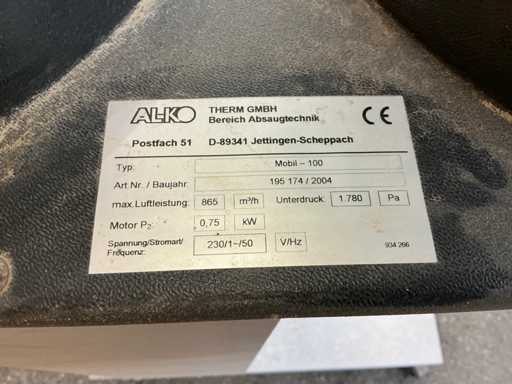 AL-KO THERM GMBH
Bereich Absaugtechnik
CE
Postfach 51 D-89341 Jettingen-Scheppach
Typ: Mobil - 100
Art.Nr. / Baujahr: 195 174 / 2004
max.Luftleistung: 865 m³/h Unterdruck: 1.780 Pa
Motor P2: 0,75 kW
Spannung/Stromart/
Frequenz: 230/1~/50 V/Hz
934 266